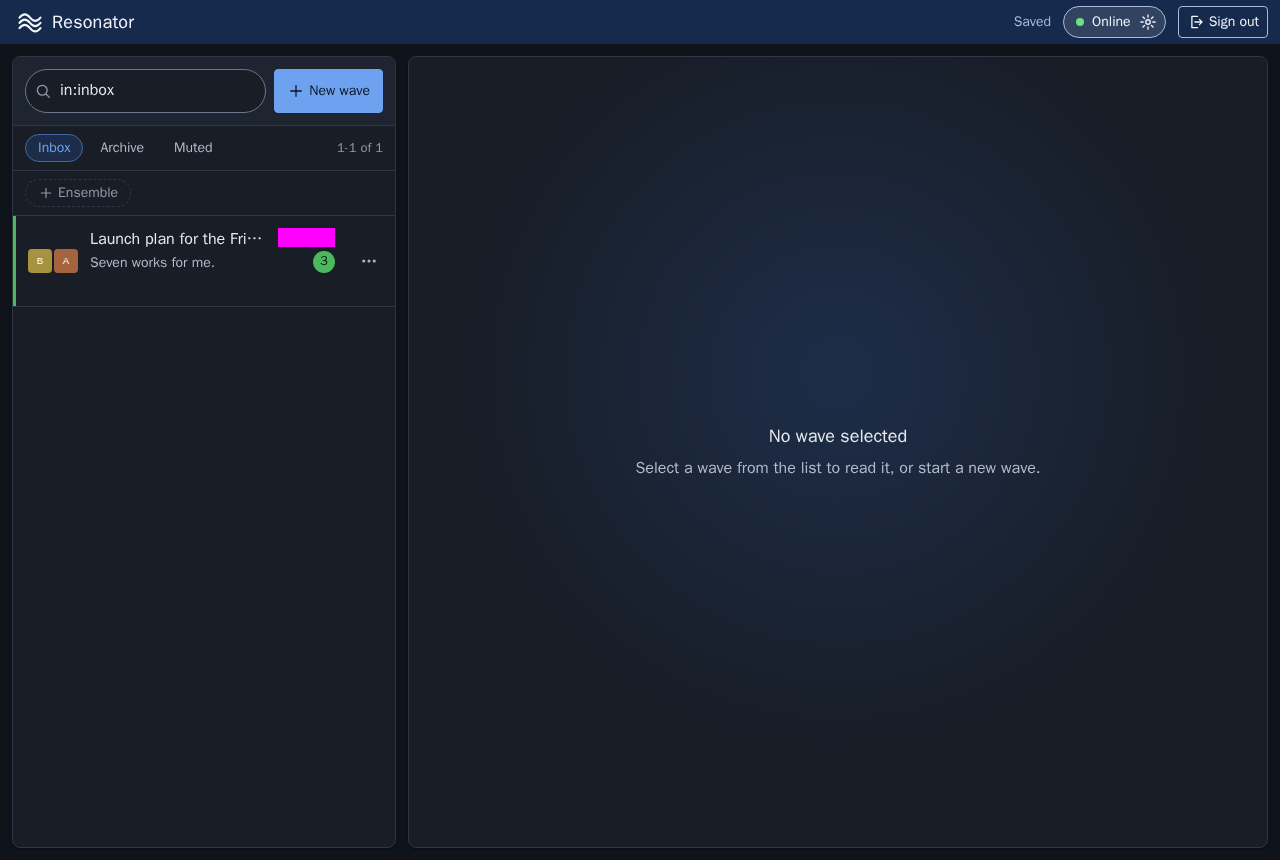 Resonator
Saved
Online
Sign out
in:inbox
New wave
Inbox
Archive
Muted
1-1 of 1
Ensemble
B
A
Launch plan for the Fri···
Seven works for me.
3
No wave selected
Select a wave from the list to read it, or start a new wave.